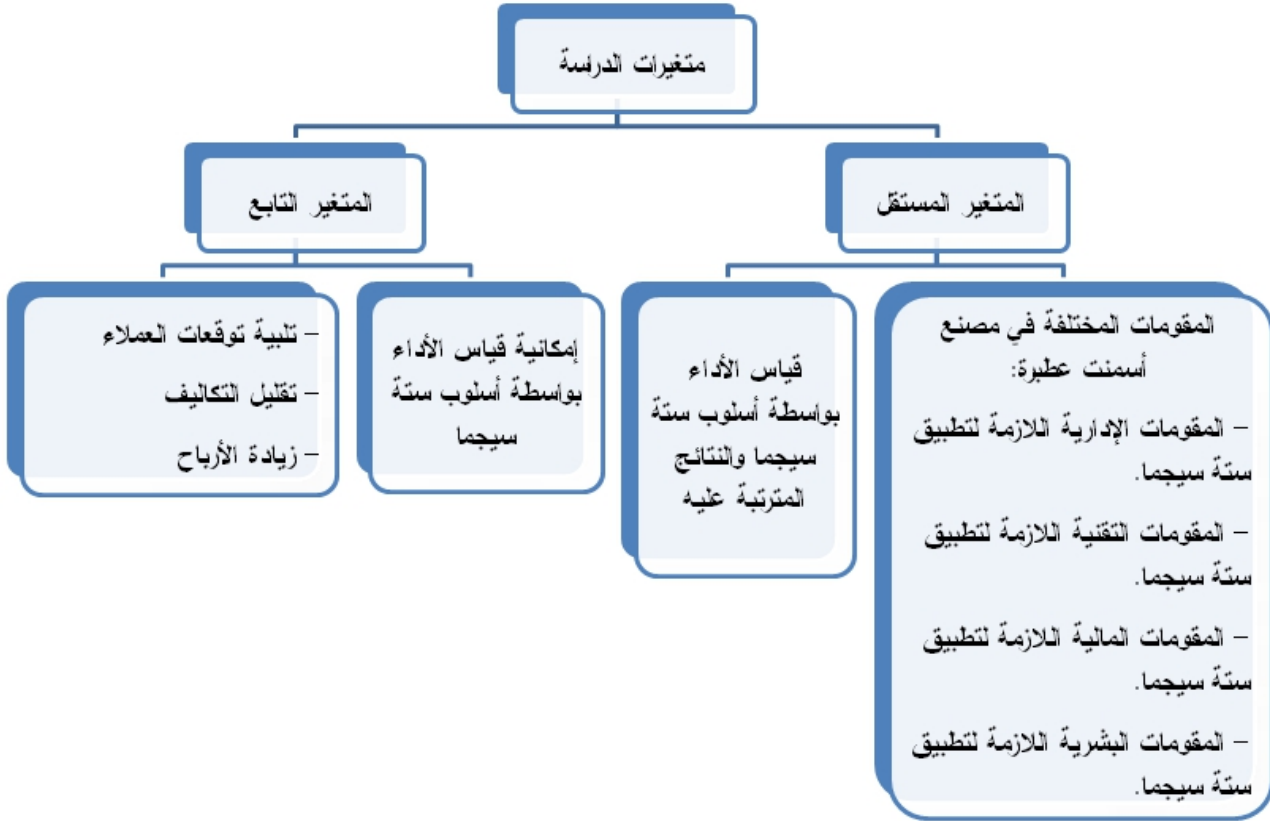 متغيرات الدراسة
المتغير المستقل
المتغير التابع
المقومات المختلفة في مصنع
أسمنت عطبرة:
– المقومات الإدارية اللازمة لتطبيق
ستة سيجما.
– المقومات التقنية اللازمة لتطبيق
ستة سيجما.
– المقومات المالية اللازمة لتطبيق
ستة سيجما.
– المقومات البشرية اللازمة لتطبيق
ستة سيجما.
قياس الأداء
بواسطة أسلوب ستة
سيجما والنتائج
المترتبة عليه
إمكانية قياس الأداء
بواسطة أسلوب ستة
سيجما
– تلبية توقعات العملاء
– تقليل التكاليف
– زيادة الأرباح